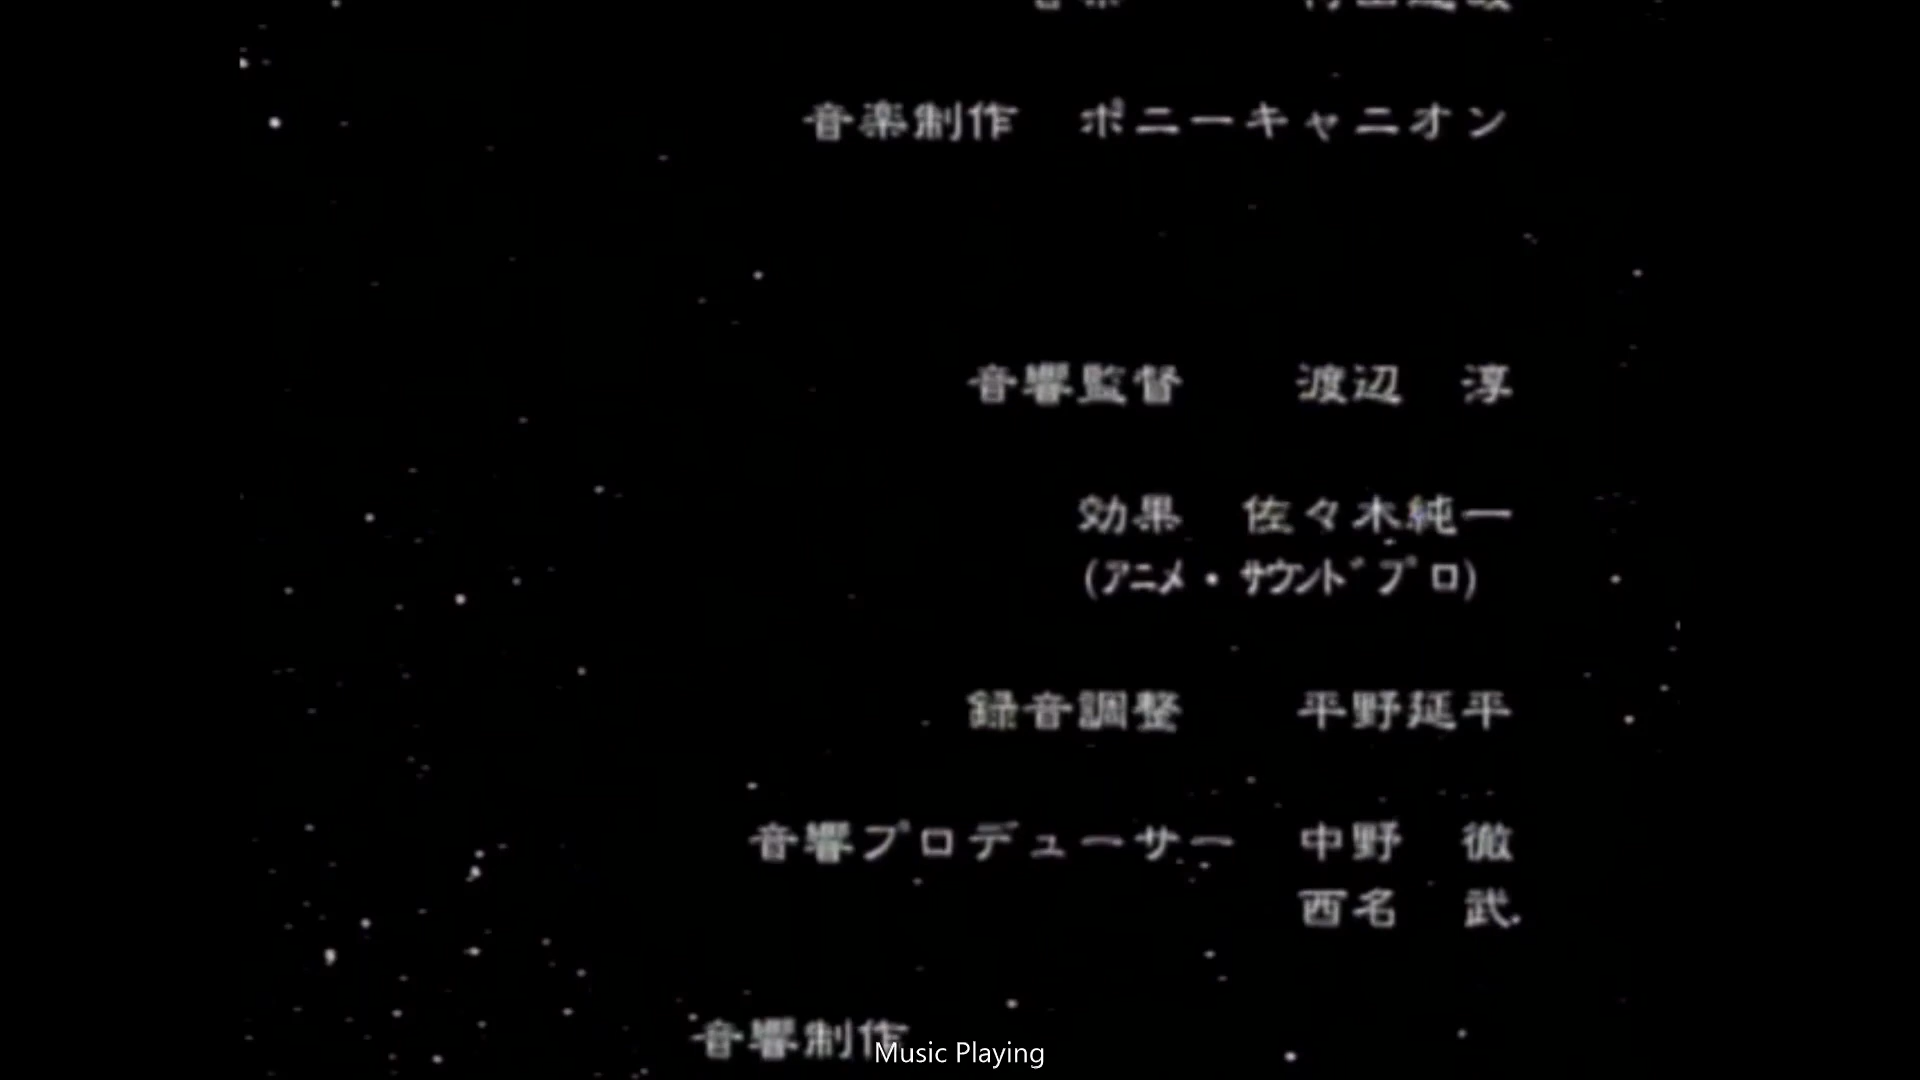 音楽制作　ポニーキャニオン
音響監督　渡辺　淳
効果　佐々木純一
(アニメ・サウンドプロ)
録音調整　平野延平
音響プロデューサー　中野　徹
西名　武
音響制作
Music Playing